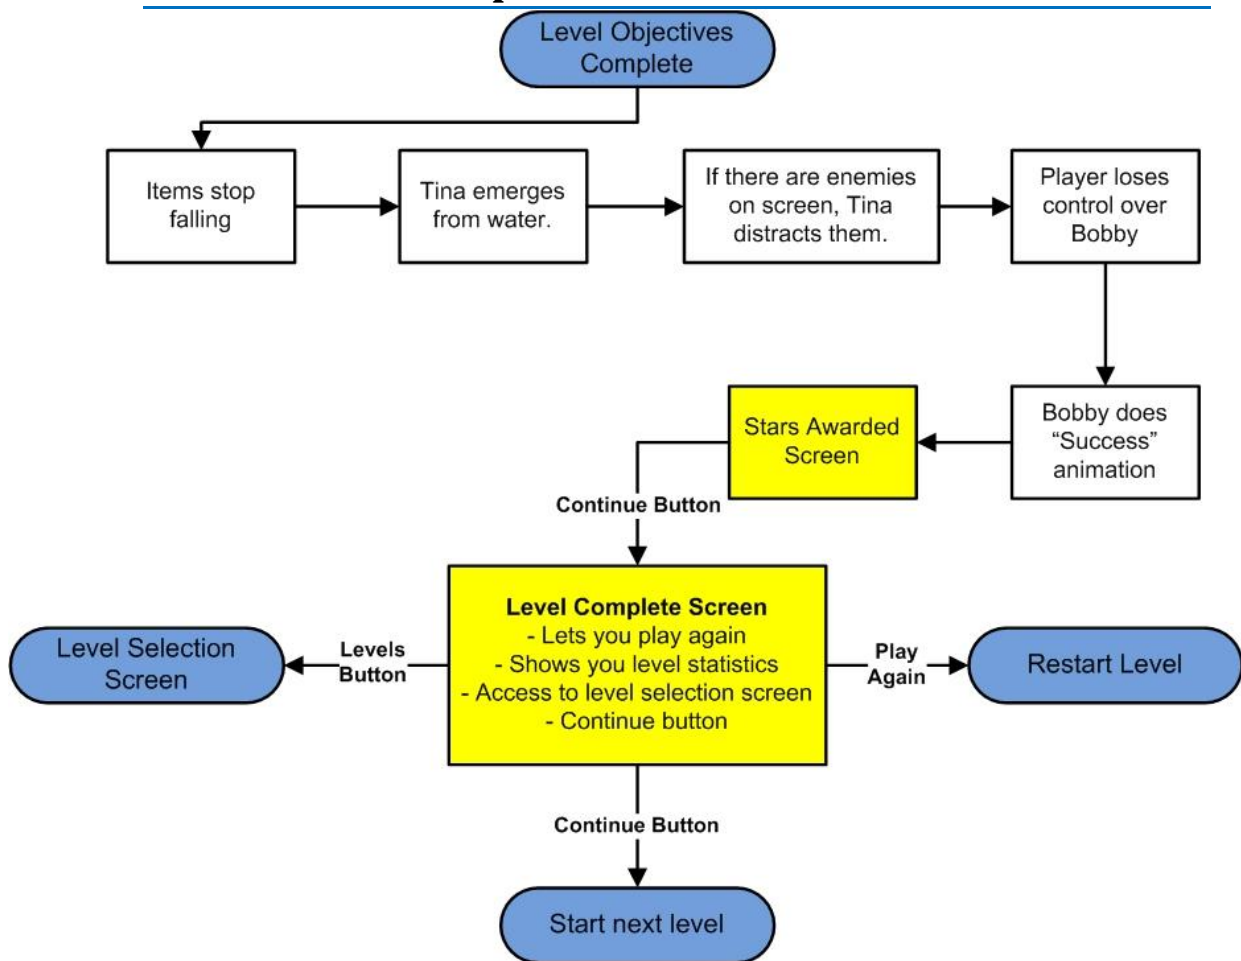 Level Objectives
Complete
Items stop
falling
Tina emerges
from water.
If there are enemies
on screen, Tina
distracts them.
Player loses
control over
Bobby
Bobby does
“Success”
animation
Stars Awarded
Screen
Continue Button
Level Complete Screen
- Lets you play again
- Shows you level statistics
- Access to level selection screen
- Continue button
Levels
Button
Level Selection
Screen
Play
Again
Restart Level
Continue Button
Start next level